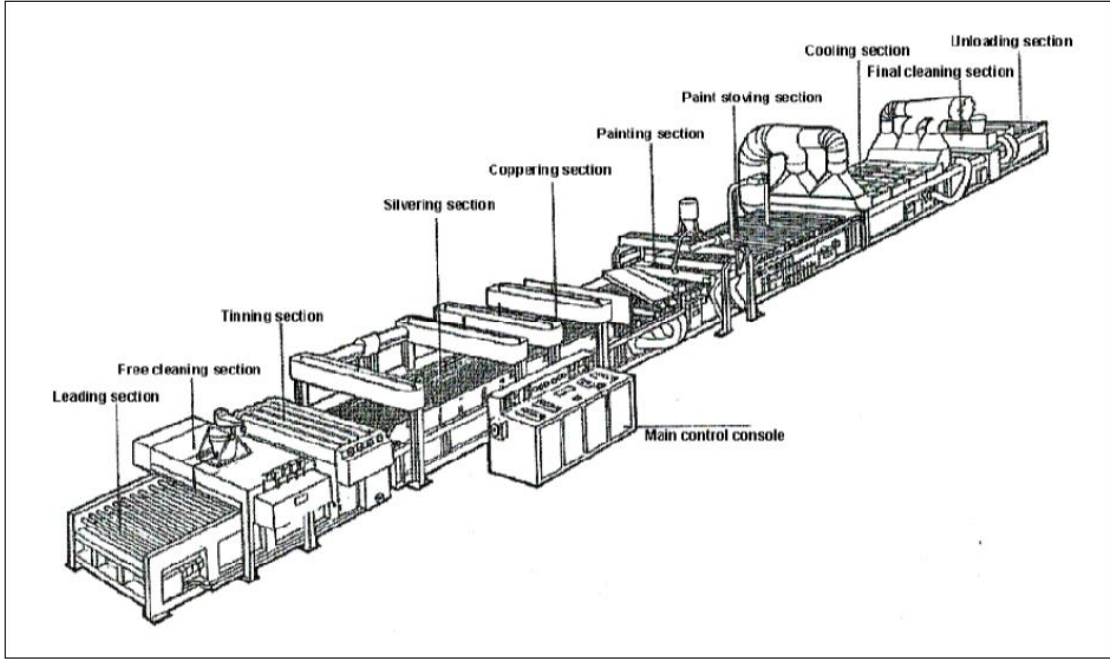 Unloading section
Cooling section
Final cleaning section
Paint stoving section
Painting section
Coppering section
Silvering section
Tinning section
Free cleaning section
Leading section
Main control console